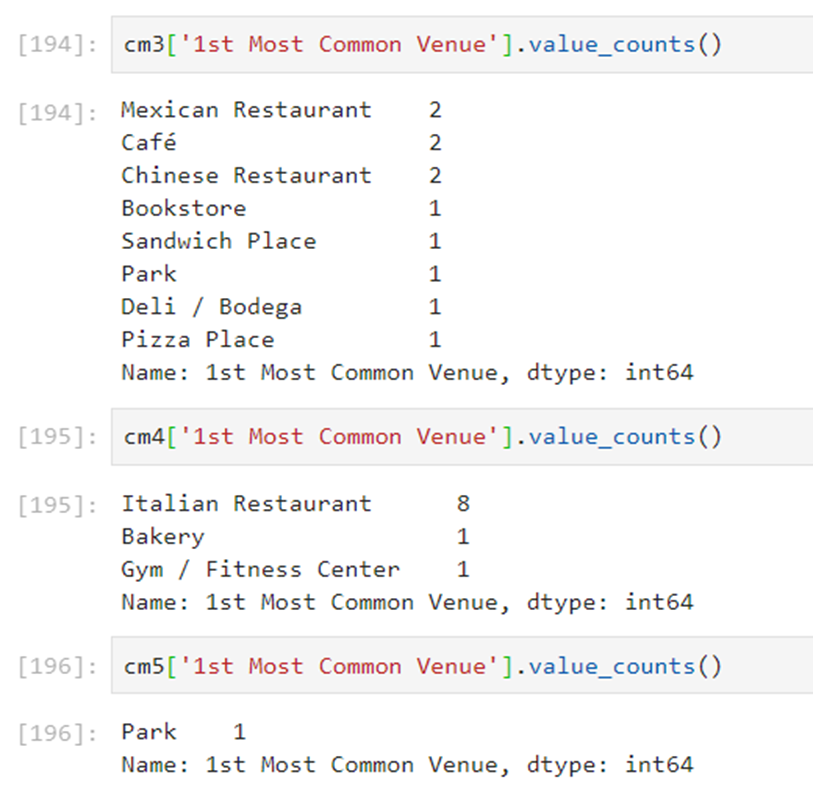 [194]: cm3['1st Most Common Venue'].value_counts()
[194]: Mexican Restaurant    2
Café                  2
Chinese Restaurant    2
Bookstore             1
Sandwich Place        1
Park                  1
Deli / Bodega         1
Pizza Place           1
Name: 1st Most Common Venue, dtype: int64
[195]: cm4['1st Most Common Venue'].value_counts()
[195]: Italian Restaurant      8
Bakery                  1
Gym / Fitness Center    1
Name: 1st Most Common Venue, dtype: int64
[196]: cm5['1st Most Common Venue'].value_counts()
[196]: Park    1
Name: 1st Most Common Venue, dtype: int64